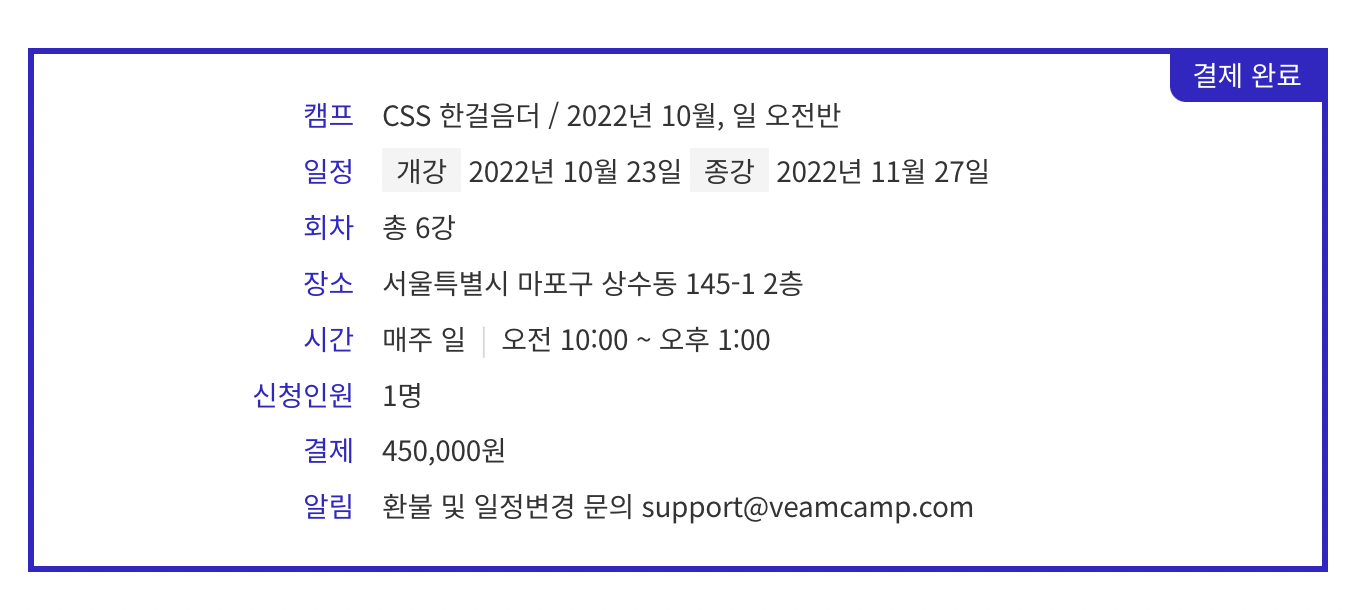 결제 완료
캠프 CSS 한걸음더 / 2022년 10월, 일 오전반
일정 개강 2022년 10월 23일 종강 2022년 11월 27일
회차 총 6강
장소 서울특별시 마포구 상수동 145-1 2층
시간 매주 일 | 오전 10:00 ~ 오후 1:00
신청인원 1명
결제 450,000원
알림 환불 및 일정변경 문의 support@veamcamp.com